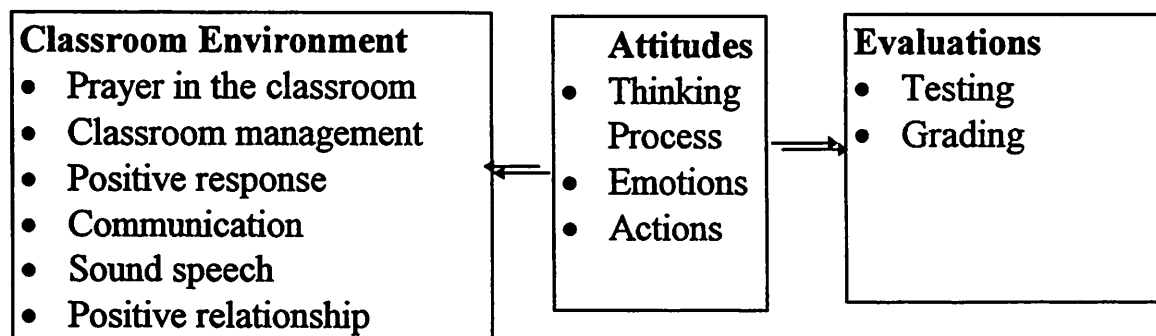 Classroom Environment
• Prayer in the classroom
• Classroom management
• Positive response
• Communication
• Sound speech
• Positive relationship
Attitudes
• Thinking
Process
• Emotions
• Actions
Evaluations
• Testing
• Grading